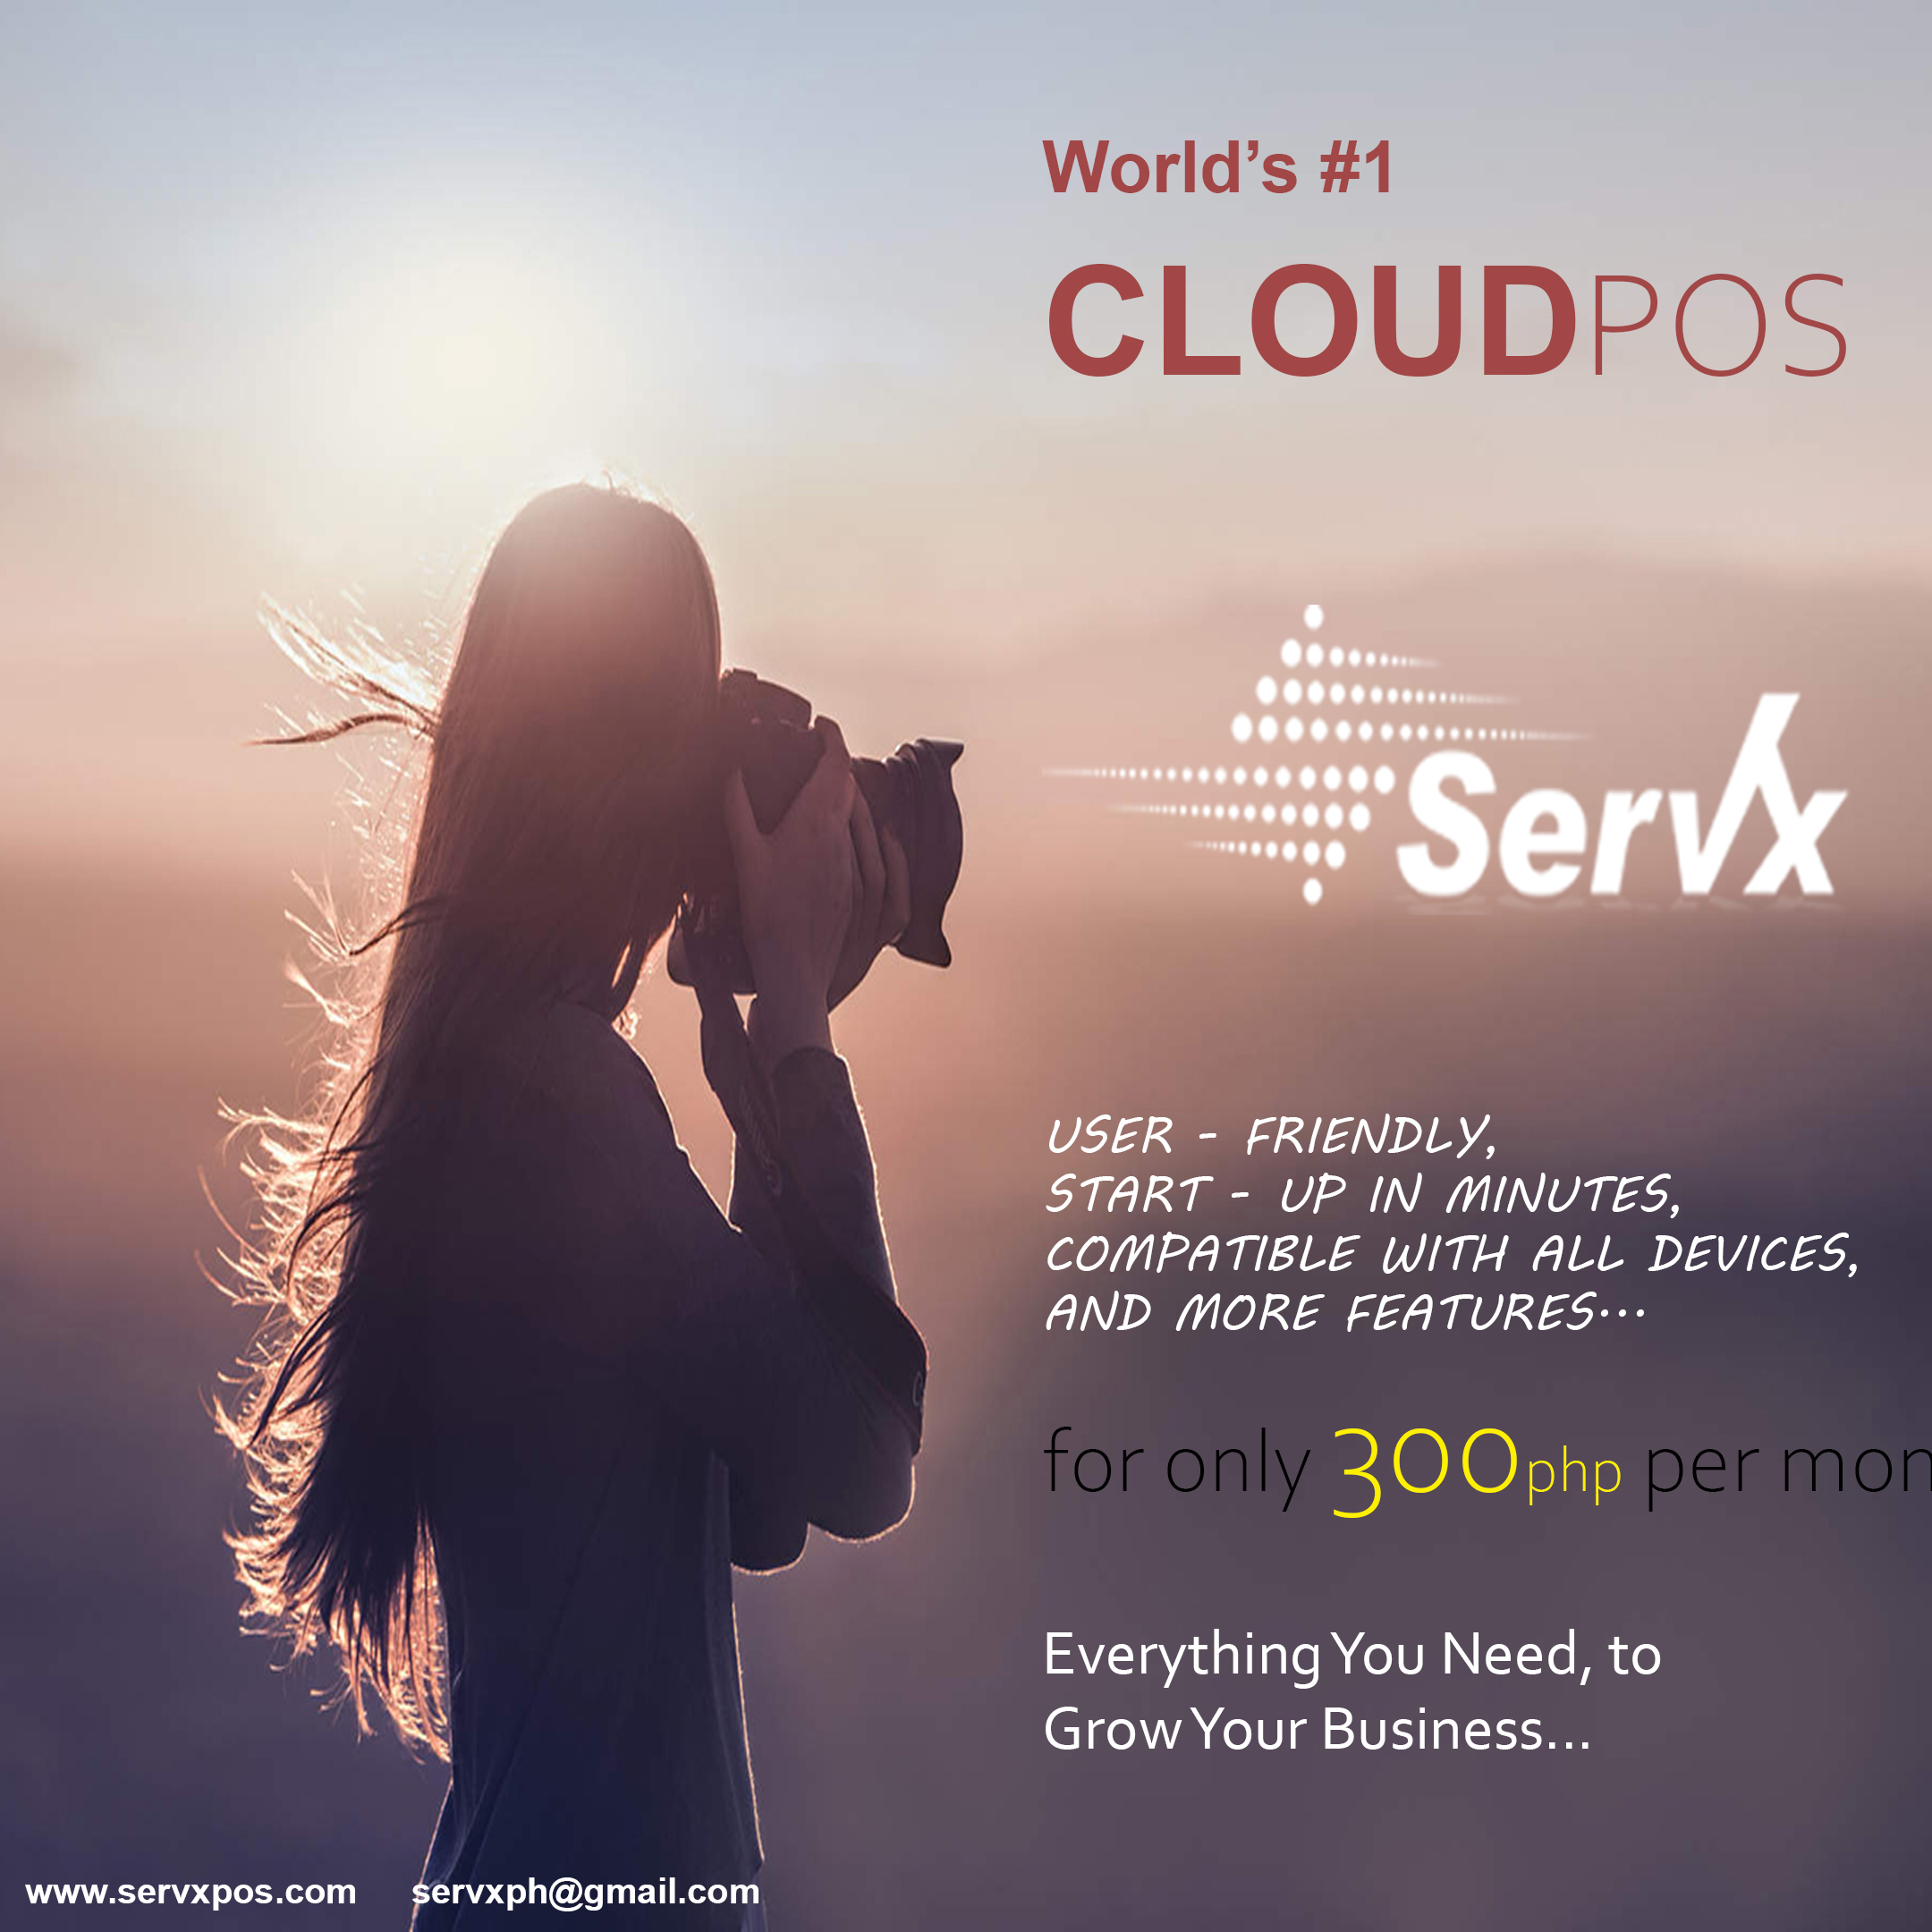 World's #1
CLOUDPOS
Servx
USER - FRIENDLY,
START - UP IN MINUTES,
COMPATIBLE WITH ALL DEVICES,
AND MORE FEATURES...
for only 300php per mon
Everything You Need, to
Grow Your Business...
www.servxpos.com servxph@gmail.com